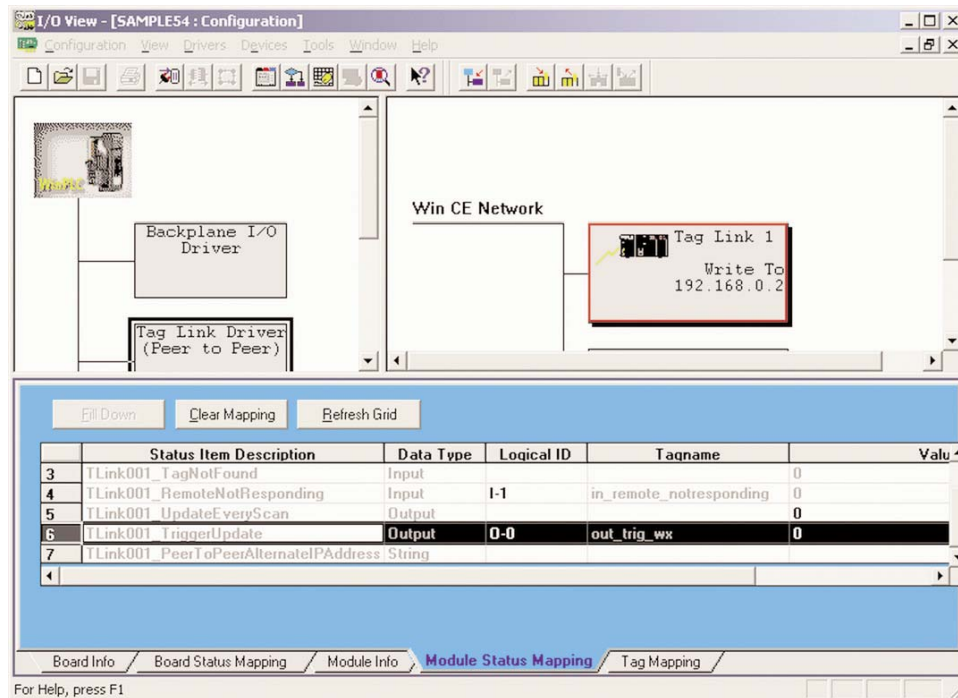 I/O View - [SAMPLE54 : Configuration]
Configuration View Drivers Devices Tools Window Help
WinPLC
Backplane I/O
Driver
Tag Link Driver
(Peer to Peer)
Win CE Network
Tag Link 1
Write To
192.168.0.2
Fill Down Clear Mapping Refresh Grid
Status Item Description Data Type Logical ID Tagname Valu
3 TLink001_TagNotFound Input 0
4 TLink001_RemoteNotResponding Input I-1 in_remote_notresponding 0
5 TLink001_UpdateEveryScan Output 0
6 TLink001_TriggerUpdate Output O-0 out_trig_wx 0
7 TLink001_PeerToPeerAlternateIPAddress String
Board Info Board Status Mapping Module Info Module Status Mapping Tag Mapping
For Help, press F1